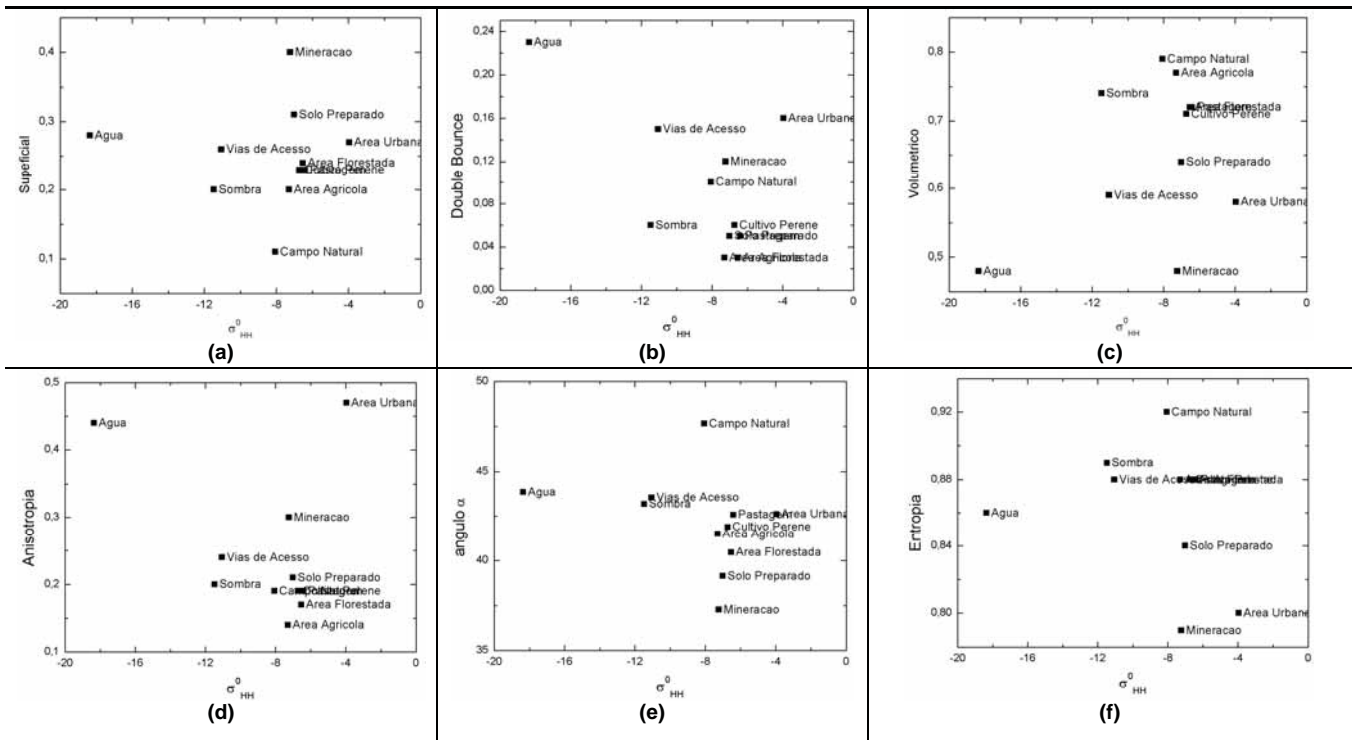 Supeficial
0,4
0,3
0,2
0,1
Mineracao
Solo Preparado
Agua
Area Urbana
Vias de Acesso
Area Florestada
Sombra
Area Agricola
Campo Natural
-20 -16 -12 -8 -4 0
σ⁰HH
(a)
Double Bounce
0,24
0,20
0,16
0,12
0,08
0,04
0,00
Agua
Area Urbana
Vias de Acesso
Mineracao
Campo Natural
Sombra
Cultivo Perene
-20 -16 -12 -8 -4 0
σ⁰HH
(b)
Volumetrico
0,8
0,7
0,6
0,5
Campo Natural
Area Agricola
Sombra
Cultivo Perene
Solo Preparado
Vias de Acesso
Area Urbana
Agua
Mineracao
-20 -16 -12 -8 -4 0
σ⁰HH
(c)
Anisotropia
0,5
0,4
0,3
0,2
0,1
Area Urbana
Agua
Mineracao
Vias de Acesso
Solo Preparado
Sombra
Area Florestada
Area Agricola
-20 -16 -12 -8 -4 0
σ⁰HH
(d)
angulo α
50
45
40
35
Campo Natural
Agua
Vias de Acesso
Sombra
Pastagem
Area Urbana
Cultivo Perene
Area Agricola
Area Florestada
Solo Preparado
Mineracao
-20 -16 -12 -8 -4 0
σ⁰HH
(e)
Entropia
0,92
0,88
0,84
0,80
Campo Natural
Sombra
Vias de Acesso
Agua
Solo Preparado
Area Urbana
Mineracao
-20 -16 -12 -8 -4 0
σ⁰HH
(f)